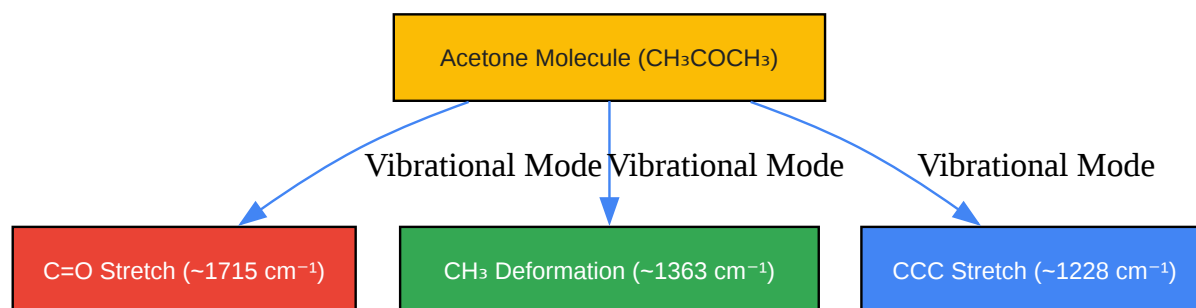 Acetone Molecule (CH₃COCH₃)
Vibrational Mode
Vibrational Mode
Vibrational Mode
C=O Stretch (~1715 cm⁻¹)
CH₃ Deformation (~1363 cm⁻¹)
CCC Stretch (~1228 cm⁻¹)